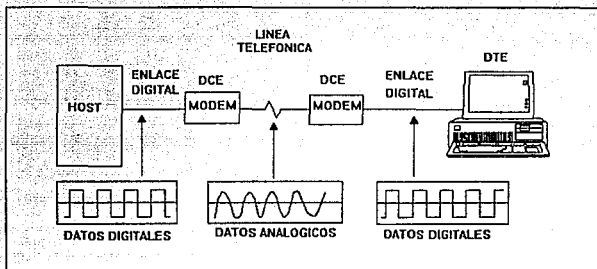 LINEA
TELEFONICA
DTE
ENLACE
DIGITAL
DCE
DCE
ENLACE
DIGITAL
HOST
MODEM
MODEM
DATOS DIGITALES
DATOS ANALOGICOS
DATOS DIGITALES